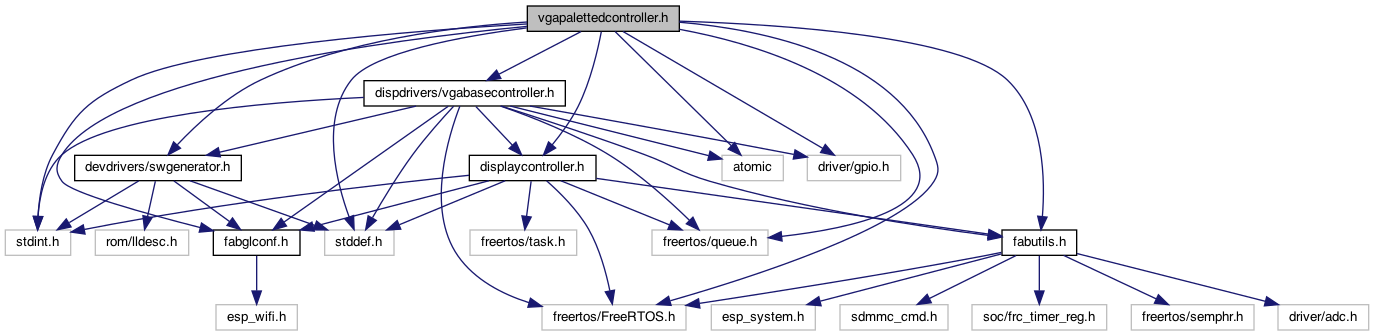 vgapalettedcontroller.h
dispdrivers/vgabasecontroller.h
devdrivers/swgenerator.h
displaycontroller.h
atomic
driver/gpio.h
stdint.h
rom/lldesc.h
fabglconf.h
stddef.h
freertos/task.h
freertos/queue.h
fabutils.h
esp_wifi.h
freertos/FreeRTOS.h
esp_system.h
sdmmc_cmd.h
soc/frc_timer_reg.h
freertos/semphr.h
driver/adc.h